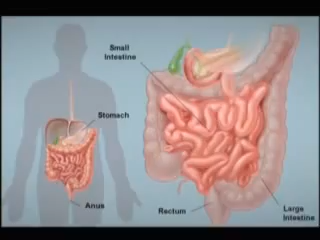 Small
Intestine
Stomach
Anus
Rectum
Large
Intestine